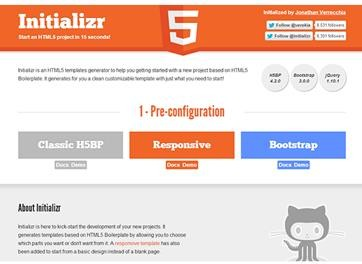 Initializr
Start an HTML5 project in 15 seconds!
Initialized by Jonathan Verrecchia
Follow @verekia
Follow @initializr
Initializr is an HTML5 templates generator to help you getting started with a new project based on HTML5
Boilerplate. It generates for you a clean customizable template with just what you need to start!
H5BP
4.2.0
Bootstrap
3.0.0
jQuery
1.10.1
1 - Pre-configuration
Classic H5BP
Responsive
Bootstrap
Docs Demo
Docs Demo
Docs Demo
About Initializr
Initializr is here to kick-start the development of your new projects. It
generates templates based on HTML5 Boilerplate by allowing you to
choose which parts you want or don't want from it. A responsive template has
also been added to start from a basic design instead of a blank page